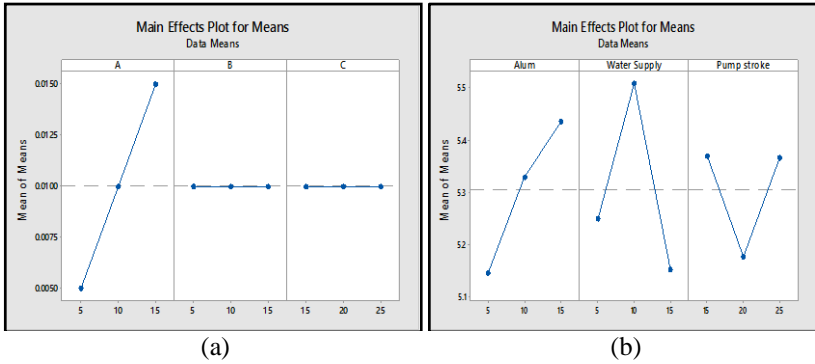 Main Effects Plot for Means
Data Means
A B C
Mean of Means
0.0150
0.0125
0.0100
0.0075
0.0050
5 10 15 5 10 15 15 20 25
(a)
Main Effects Plot for Means
Data Means
Alum Water Supply Pump stroke
Mean of Means
5.5
5.4
5.3
5.2
5.1
5 10 15 5 10 15 15 20 25
(b)